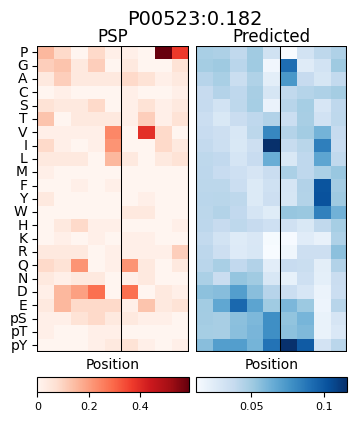 P00523:0.182
PSP Predicted
P
G
A
C
S
T
V
I
L
M
F
Y
W
H
K
R
Q
N
D
E
pS
pT
pY
Position Position
0 0.2 0.4 0.05 0.1